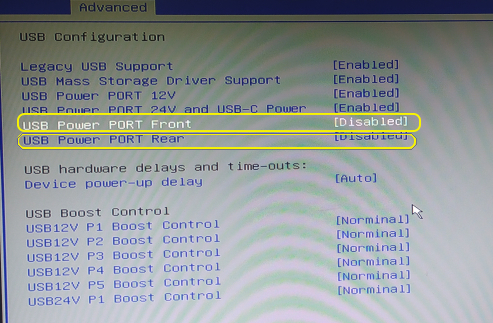 Advanced
USB Configuration
Legacy USB Support [Enabled]
USB Mass Storage Driver Support [Enabled]
USB Power PORT 12V [Enabled]
USB Power PORT 24V and USB-C Power [Enabled]
USB Power PORT Front [Disabled]
USB Power PORT Rear [Disabled]
USB hardware delays and time-outs:
Device power-up delay [Auto]
USB Boost Control
USB12V P1 Boost Control [Norminal]
USB12V P2 Boost Control [Norminal]
USB12V P3 Boost Control [Norminal]
USB12V P4 Boost Control [Norminal]
USB12V P5 Boost Control [Norminal]
USB24V P1 Boost Control [Norminal]